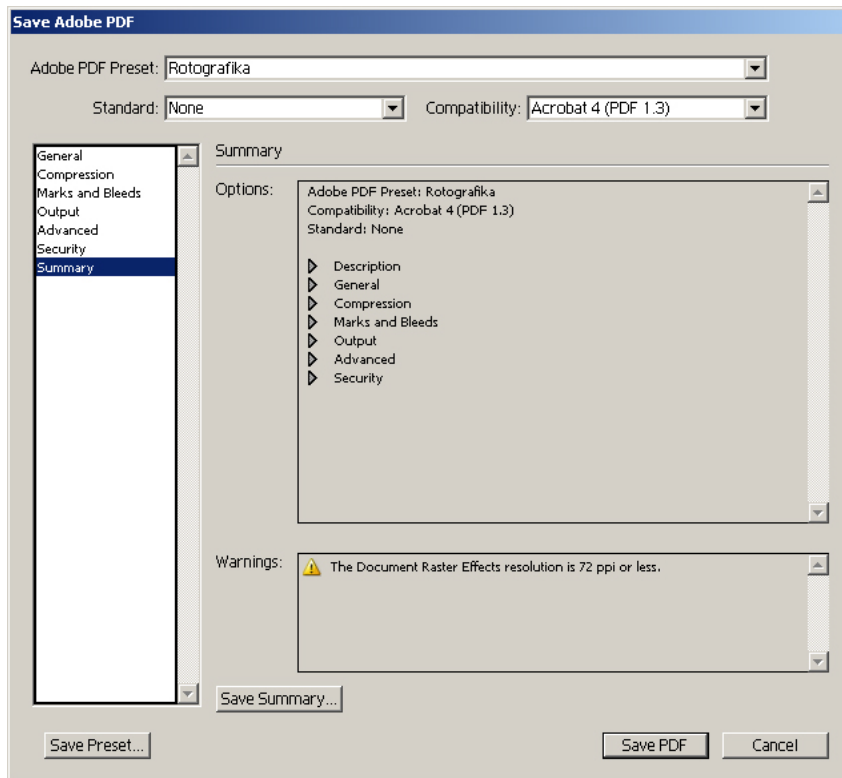 Save Adobe PDF
Adobe PDF Preset: Rotografika
Standard: None Compatibility: Acrobat 4 (PDF 1.3)
General
Compression
Marks and Bleeds
Output
Advanced
Security
Summary
Summary
Options:
Adobe PDF Preset: Rotografika
Compatibility: Acrobat 4 (PDF 1.3)
Standard: None
Description
General
Compression
Marks and Bleeds
Output
Advanced
Security
Warnings:
The Document Raster Effects resolution is 72 ppi or less.
Save Summary...
Save Preset... Save PDF Cancel